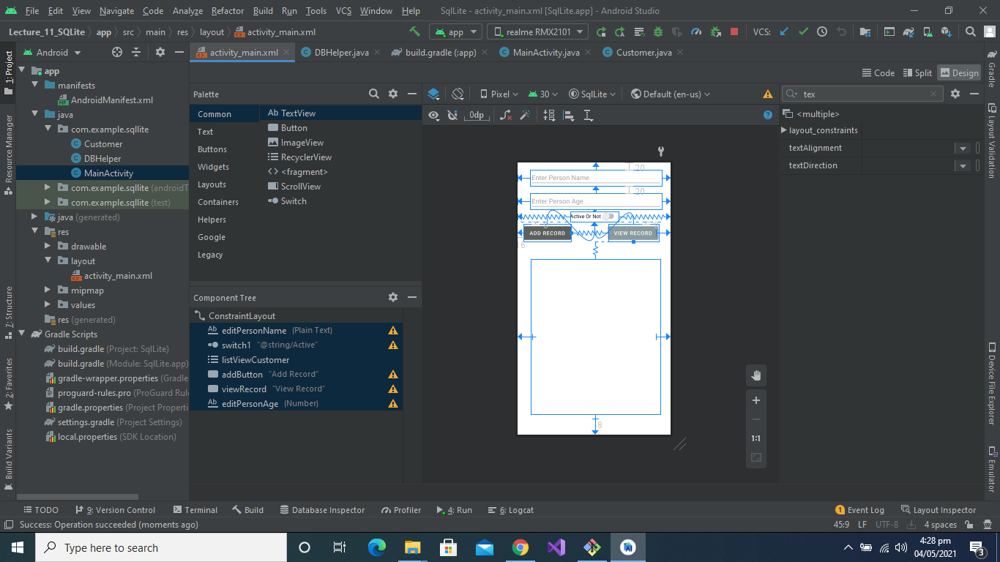 File Edit View Navigate Code Analyze Refactor Build Run Tools VCS Window Help SqlLite - activity_main.xml [SqlLite.app] - Android Studio
Lecture_11_SQLite app src main res layout activity_main.xml app realme RMX2101 VCS:
Android
activity_main.xml DBHelper.java build.gradle (:app) MainActivity.java Customer.java
Code Split Design
1: Project
Resource Manager
7: Structure
2: Favorites
Build Variants
app
manifests
AndroidManifest.xml
java
com.example.sqllite
Customer
DBHelper
MainActivity
com.example.sqllite (androidT
com.example.sqllite (test)
java (generated)
res
drawable
layout
activity_main.xml
mipmap
values
res (generated)
Gradle Scripts
build.gradle (Project: SqlLite)
build.gradle (Module: SqlLite.app)
gradle-wrapper.properties (Gradle
proguard-rules.pro (ProGuard Rule
gradle.properties (Project Properti
settings.gradle (Project Settings)
local.properties (SDK Location)
Palette
Common
Text
Buttons
Widgets
Layouts
Containers
Helpers
Google
Legacy
Ab TextView
Button
ImageView
RecyclerView
<fragment>
ScrollView
Switch
Component Tree
ConstraintLayout
Ab editPersonName (Plain Text)
switch1 "@string/Active"
listViewCustomer
addButton "Add Record"
viewRecord "View Record"
Ab editPersonAge (Number)
Pixel 30 SqlLite Default (en-us)
0dp
20
Enter Person Name
20
Enter Person Age
Active Or Not
ADD RECORD VIEW RECORD
8
1:1
tex
<multiple>
layout_constraints
textAlignment
textDirection
Gradle
Layout Validation
Device File Explorer
Emulator
TODO 9: Version Control Terminal Build Database Inspector Profiler 4: Run 6: Logcat 1 Event Log Layout Inspector
Success: Operation succeeded (moments ago) 45:9 LF UTF-8 4 spaces
Type here to search
4:28 pm
04/05/2021
3